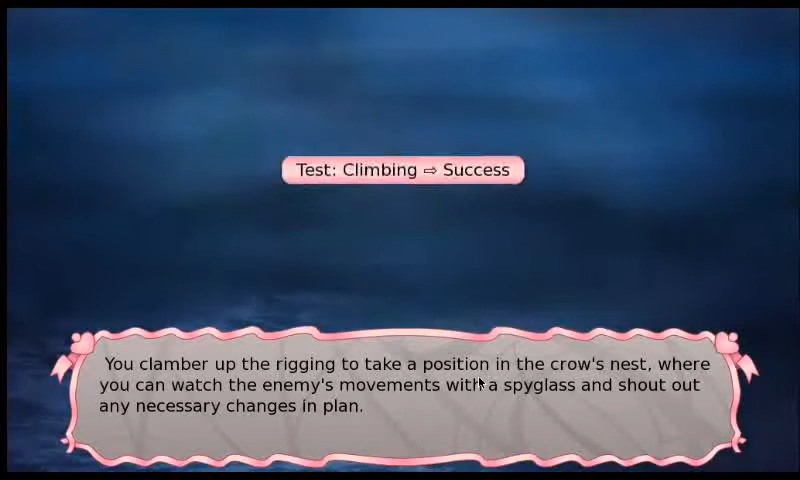 Test: Climbing ⇨ Success
You clamber up the rigging to take a position in the crow's nest, where
you can watch the enemy's movements with a spyglass and shout out
any necessary changes in plan.